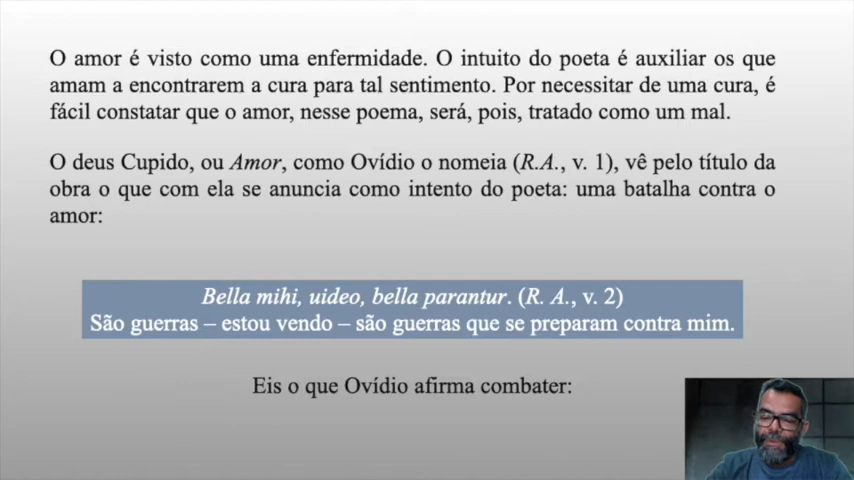 O amor é visto como uma enfermidade. O intuito do poeta é auxiliar os que
amam a encontrarem a cura para tal sentimento. Por necessitar de uma cura, é
fácil constatar que o amor, nesse poema, será, pois, tratado como um mal.
O deus Cupido, ou Amor, como Ovídio o nomeia (R.A., v. 1), vê pelo título da
obra o que com ela se anuncia como intento do poeta: uma batalha contra o
amor:
Bella mihi, uideo, bella parantur. (R. A., v. 2)
São guerras – estou vendo – são guerras que se preparam contra mim.
Eis o que Ovídio afirma combater: